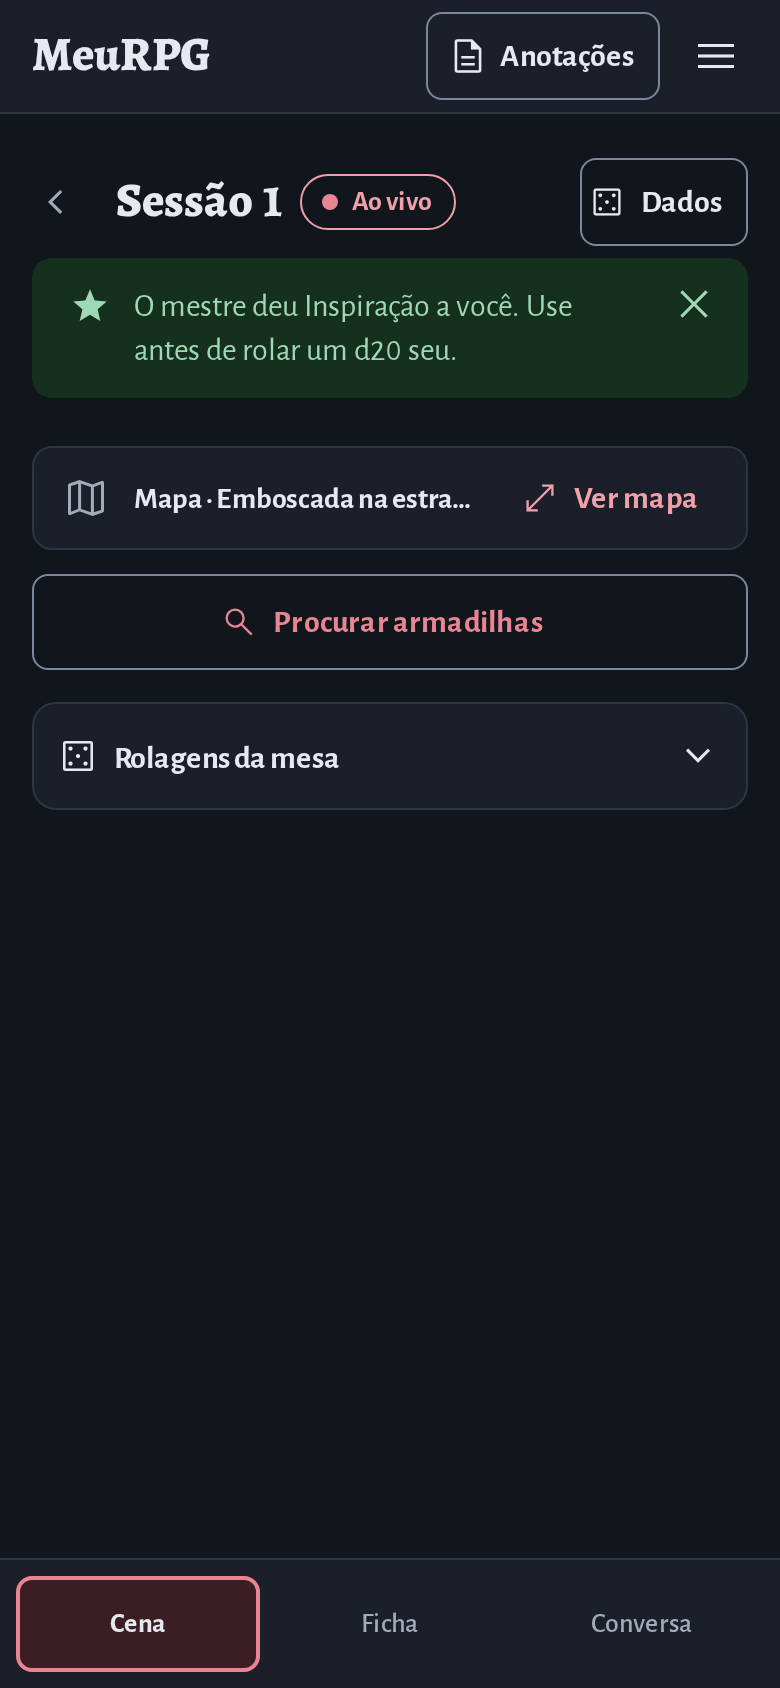 MeuRPG
Anotações
Sessão 1
Ao vivo
Dados
O mestre deu Inspiração a você. Use
antes de rolar um d20 seu.
Mapa · Emboscada na estra...
Ver mapa
Procurar armadilhas
Rolagens da mesa
Cena
Ficha
Conversa